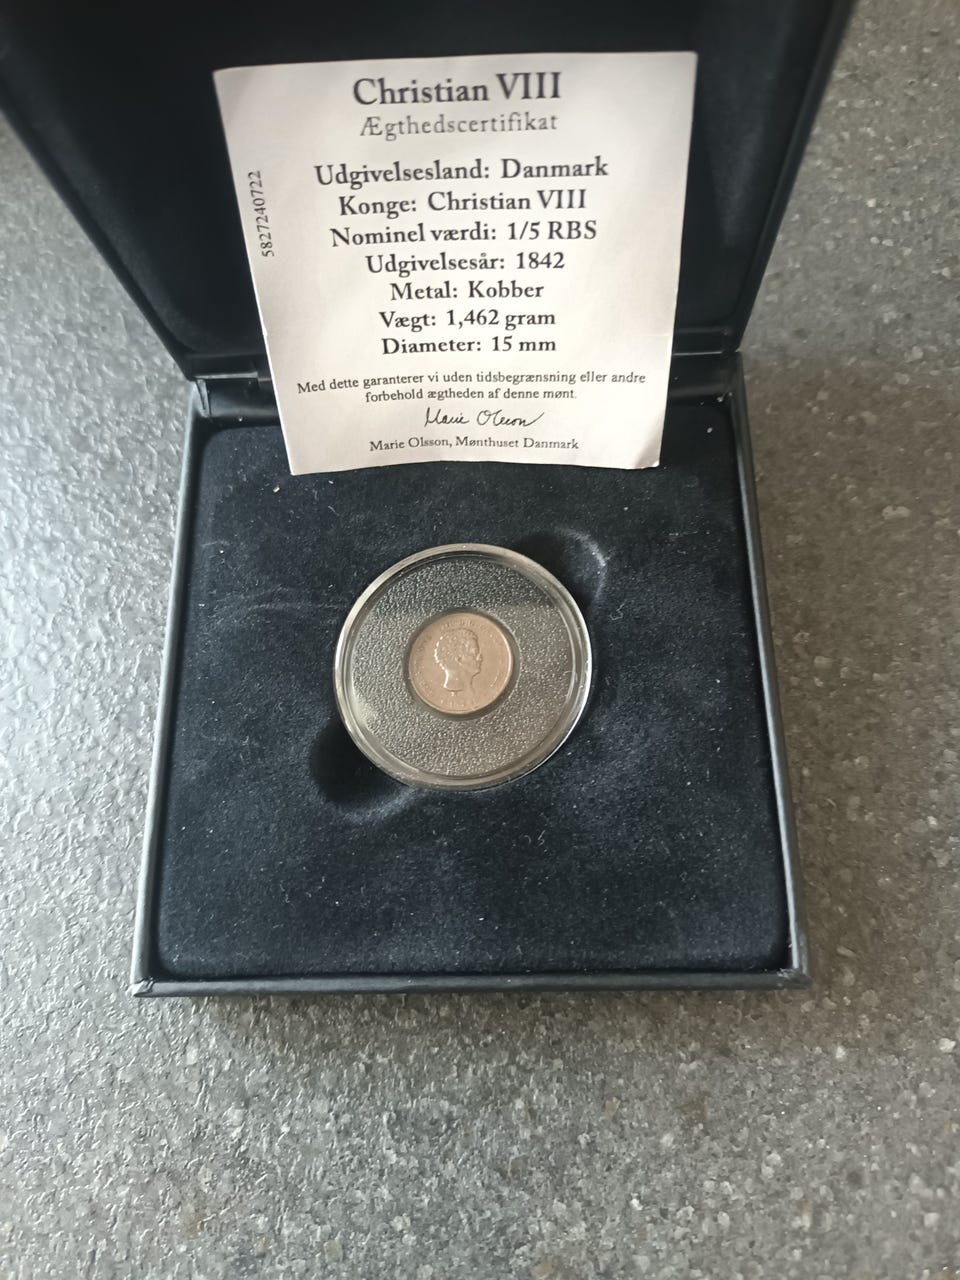 Christian VIII
Ægthedscertifikat
Udgivelsesland: Danmark
Konge: Christian VIII
Nominel værdi: 1/5 RBS
Udgivelsesår: 1842
Metal: Kobber
Vægt: 1,462 gram
Diameter: 15 mm
Med dette garanterer vi uden tidsbegrænsning eller andre
forbehold ægtheden af denne mønt.
Marie Olsson
Marie Olsson, Mønthuset Danmark
5827240722